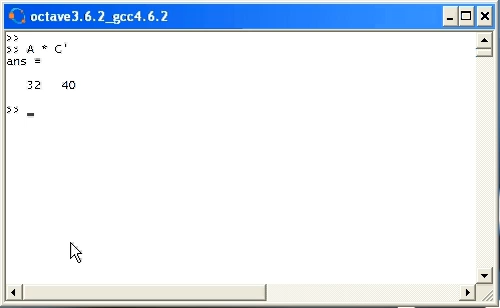 octave3.6.2_gcc4.6.2
>>
>> A * C'
ans =
32 40
>>